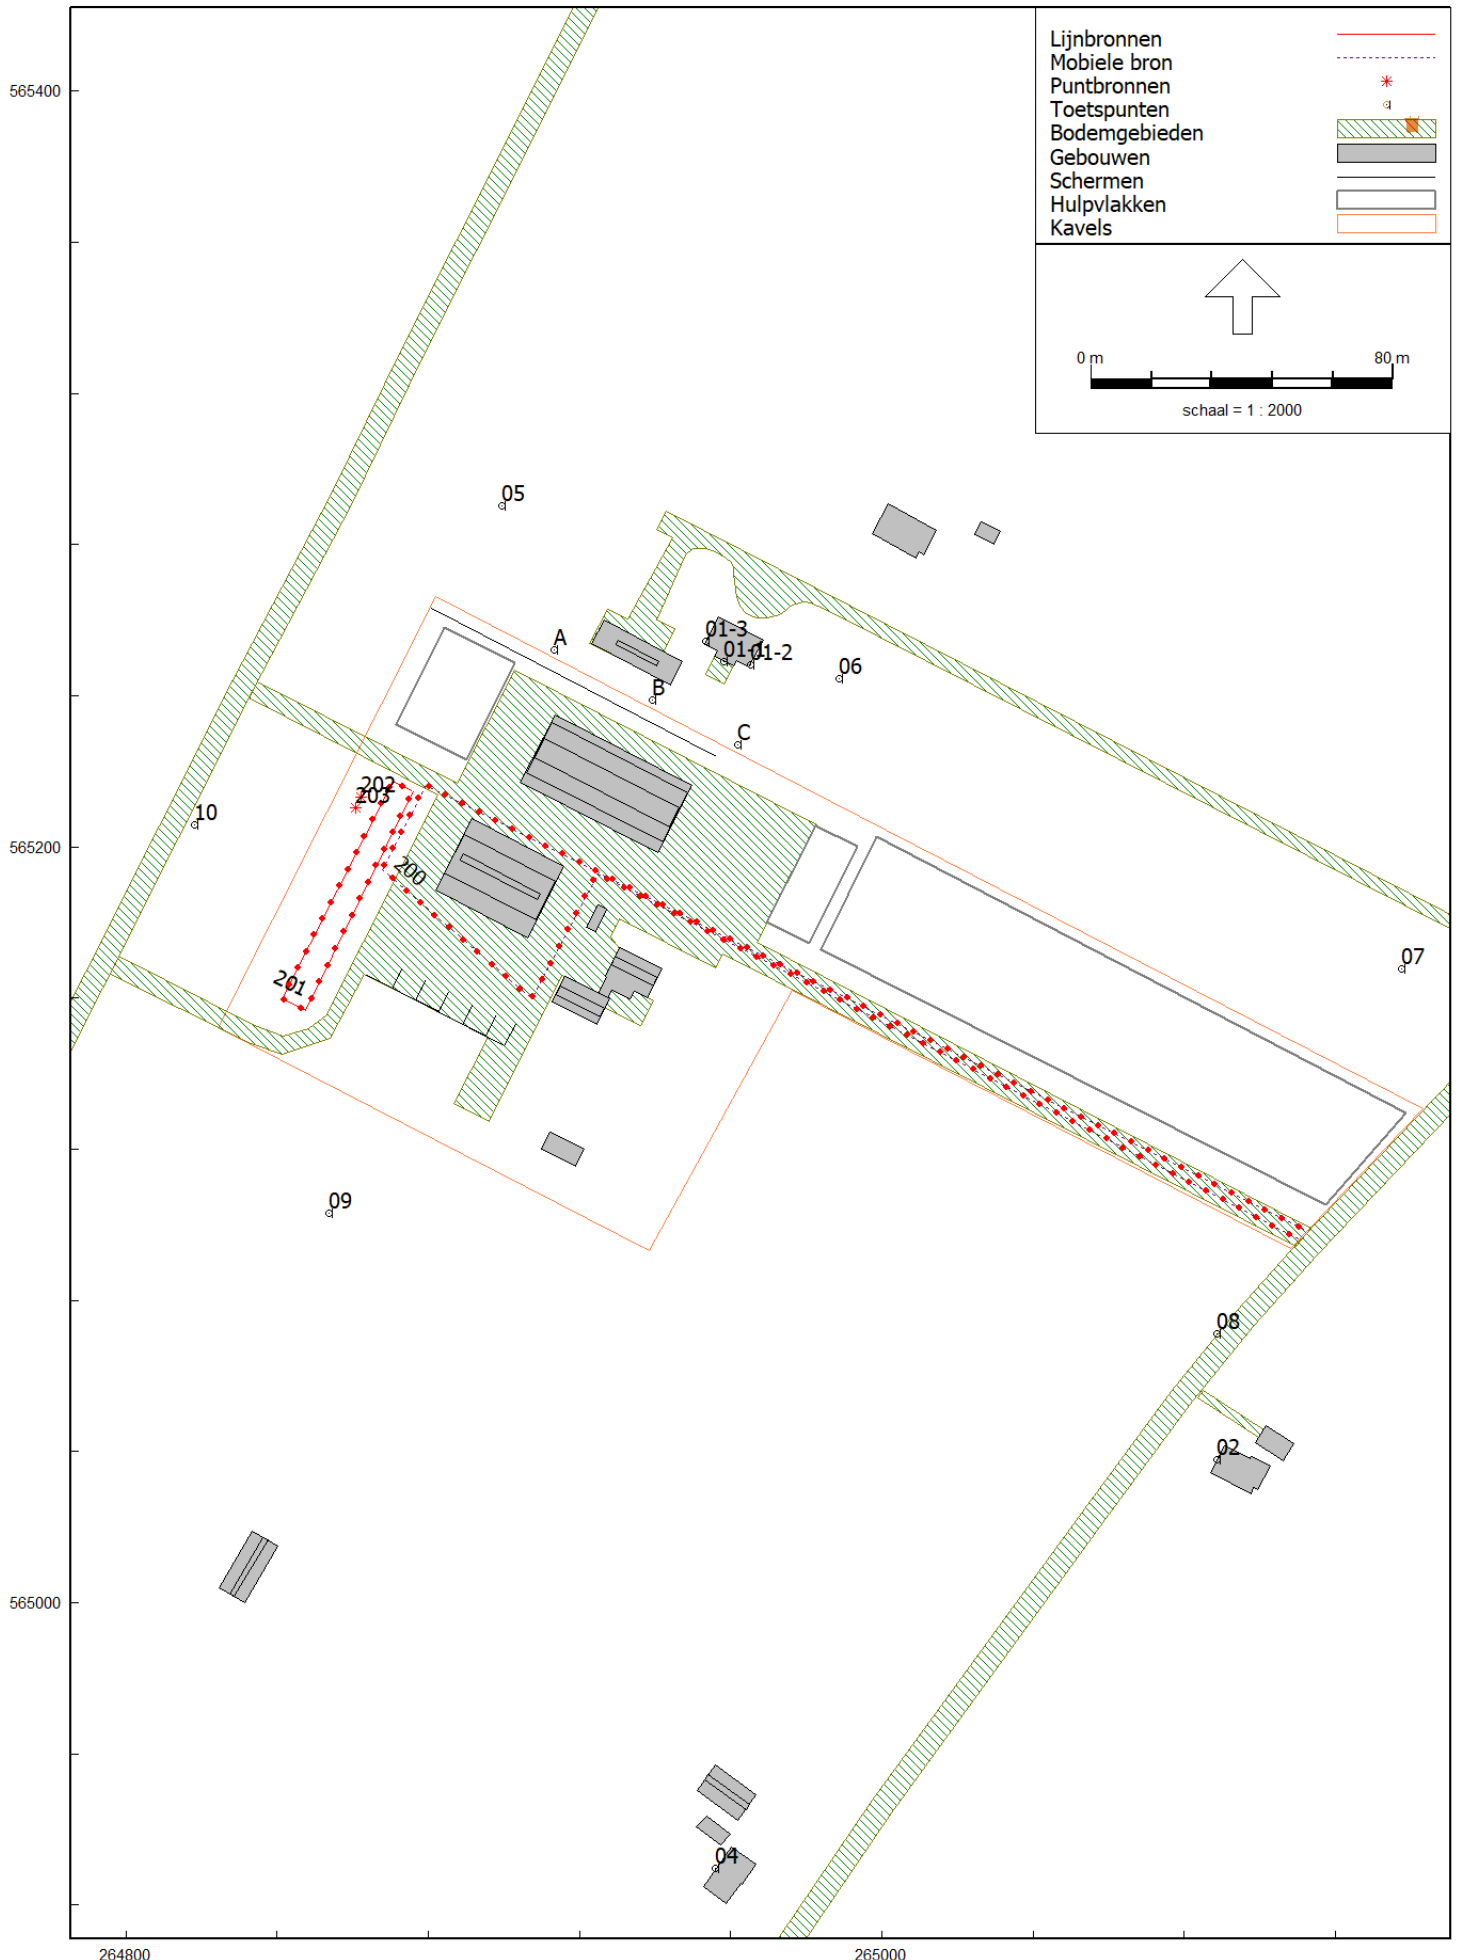 Lijnbronnen
Mobiele bron
Puntbronnen
Toetspunten
Bodemgebieden
Gebouwen
Schermen
Hulpvlakken
Kavels
0 m 80 m
schaal = 1 : 2000
565400
05
01-3
A
01-1
01-2
06
B
C
202
203
10
565200
200
07
201
09
08
02
565000
04
264800 265000